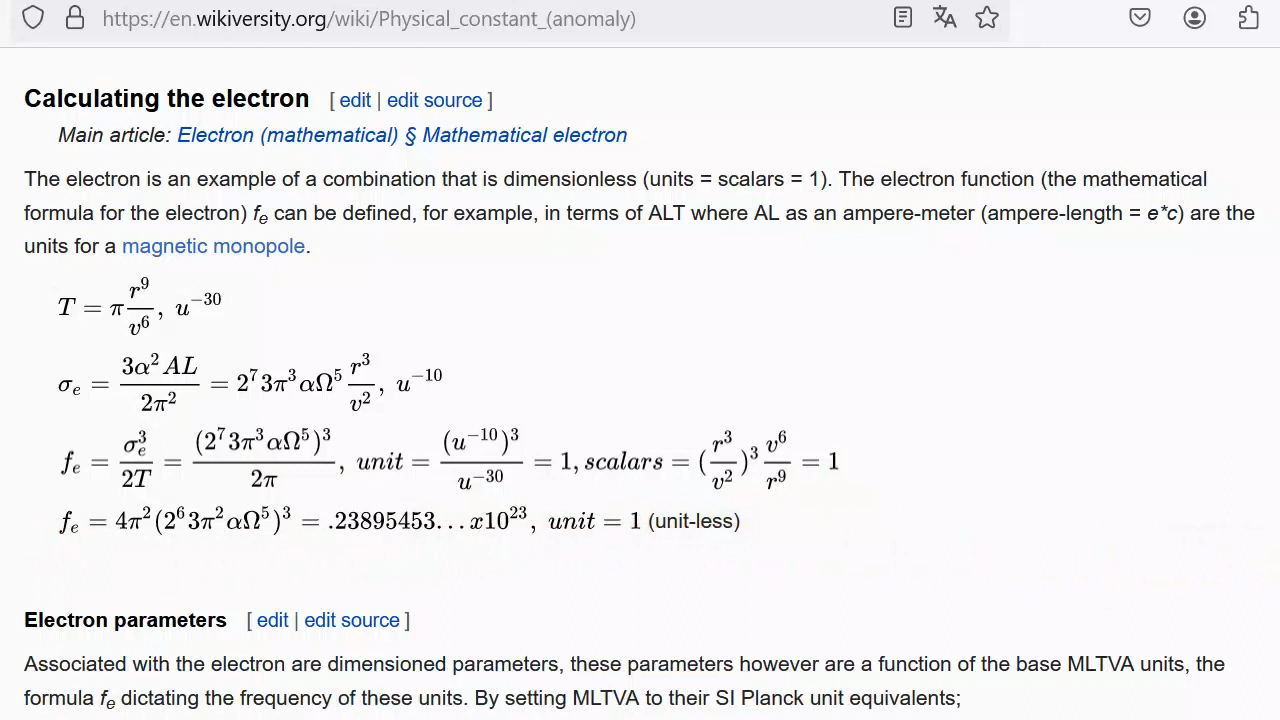 https://en.wikiversity.org/wiki/Physical_constant_(anomaly)
Calculating the electron [ edit | edit source ]
Main article: Electron (mathematical) § Mathematical electron
The electron is an example of a combination that is dimensionless (units = scalars = 1). The electron function (the mathematical
formula for the electron) fₑ can be defined, for example, in terms of ALT where AL as an ampere-meter (ampere-length = e*c) are the
units for a magnetic monopole.
T = π r⁹/v⁶, u⁻³⁰
σₑ = 3α²AL/2π² = 2⁷3π³αΩ⁵ r³/v², u⁻¹⁰
fₑ = σₑ³/2T = (2⁷3π³αΩ⁵)³/2π, unit = (u⁻¹⁰)³/u⁻³⁰ = 1, scalars = (r³/v²)³ v⁶/r⁹ = 1
fₑ = 4π²(2⁶3π²αΩ⁵)³ = .23895453...x10²³, unit = 1 (unit-less)
Electron parameters [ edit | edit source ]
Associated with the electron are dimensioned parameters, these parameters however are a function of the base MLTVA units, the
formula fₑ dictating the frequency of these units. By setting MLTVA to their SI Planck unit equivalents;